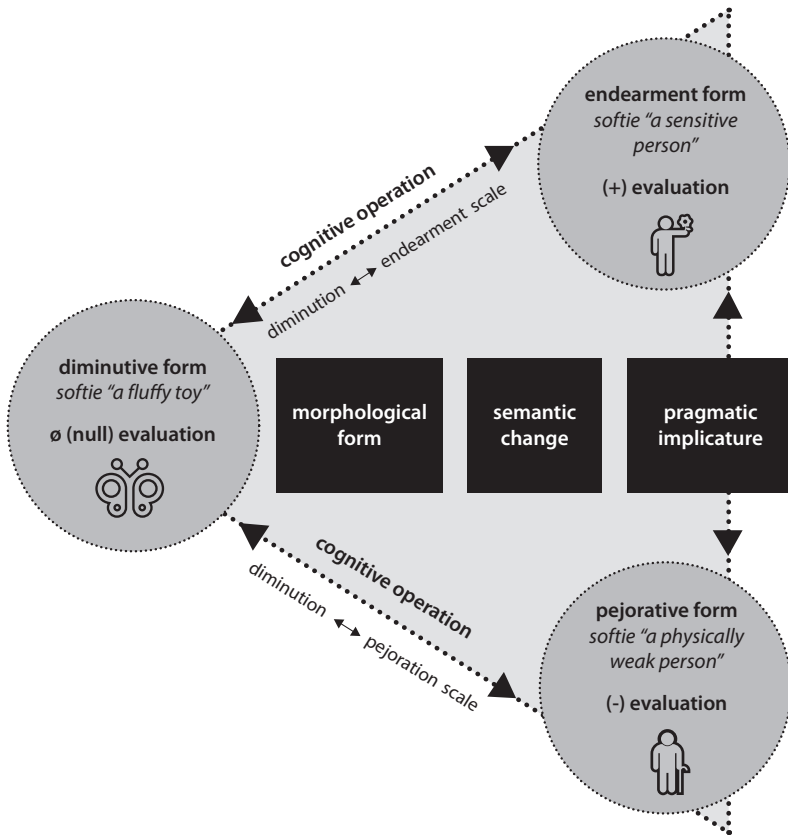 endearment form
softie “a sensitive
person”
(+) evaluation
cognitive operation
diminution endearment scale
diminutive form
softie “a fluffy toy”
ø (null) evaluation
morphological
form
semantic
change
pragmatic
implicature
cognitive operation
diminution pejoration scale
pejorative form
softie “a physically
weak person”
(-) evaluation